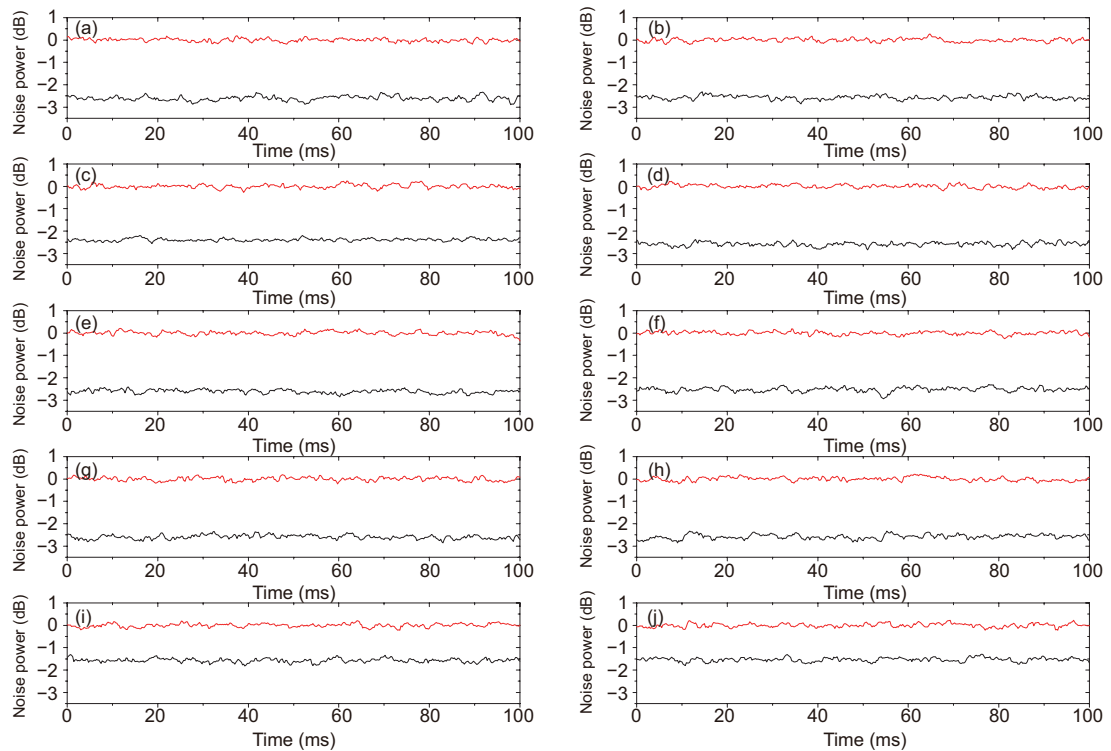 1 (a) 1 (b)
0 0
−1 −1
−2 −2
−3 −3
Noise power (dB) Noise power (dB)
0 20 40 60 80 100 0 20 40 60 80 100
Time (ms) Time (ms)
1 (c) 1 (d)
0 0
−1 −1
−2 −2
−3 −3
Noise power (dB) Noise power (dB)
0 20 40 60 80 100 0 20 40 60 80 100
Time (ms) Time (ms)
1 (e) 1 (f)
0 0
−1 −1
−2 −2
−3 −3
Noise power (dB) Noise power (dB)
0 20 40 60 80 100 0 20 40 60 80 100
Time (ms) Time (ms)
1 (g) 1 (h)
0 0
−1 −1
−2 −2
−3 −3
Noise power (dB) Noise power (dB)
0 20 40 60 80 100 0 20 40 60 80 100
Time (ms) Time (ms)
1 (i) 1 (j)
0 0
−1 −1
−2 −2
−3 −3
Noise power (dB) Noise power (dB)
0 20 40 60 80 100 0 20 40 60 80 100
Time (ms) Time (ms)